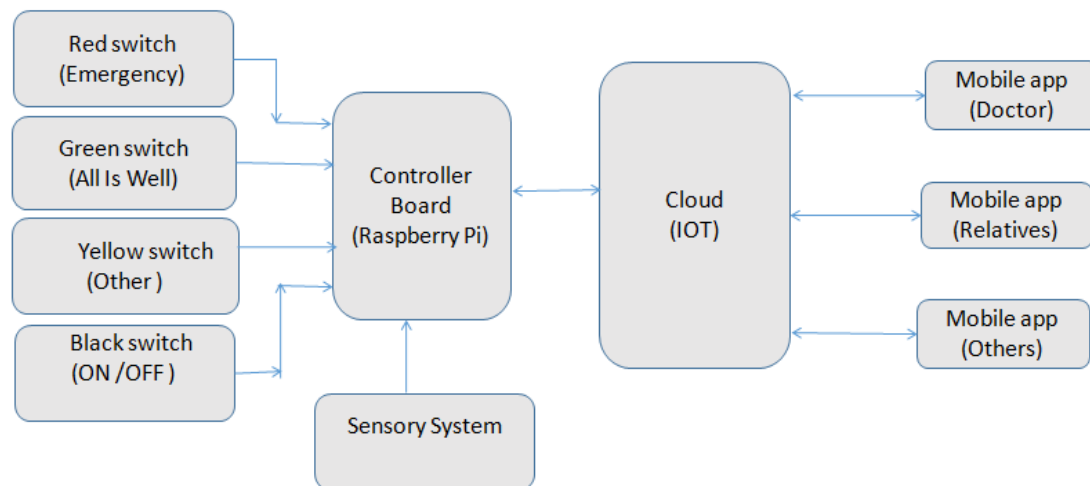 Red switch
(Emergency)
Green switch
(All Is Well)
Yellow switch
(Other )
Black switch
(ON /OFF )
Controller
Board
(Raspberry Pi)
Sensory System
Cloud
(IOT)
Mobile app
(Doctor)
Mobile app
(Relatives)
Mobile app
(Others)